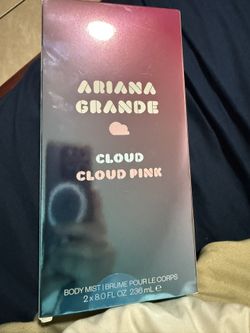 ARIANA
GRANDE
CLOUD
CLOUD PINK
BODY MIST | BRUME POUR LE CORPS
2 x 8.0 FL OZ 236 mL ℮